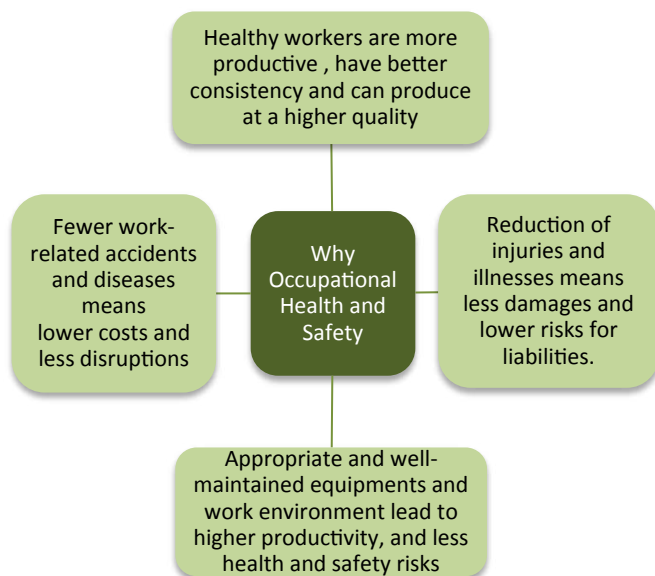 Healthy workers are more
productive , have better
consistency and can produce
at a higher quality
Fewer work-
related accidents
and diseases
means
lower costs and
less disruptions
Why
Occupational
Health and
Safety
Reduction of
injuries and
illnesses means
less damages and
lower risks for
liabilities.
Appropriate and well-
maintained equipments and
work environment lead to
higher productivity, and less
health and safety risks